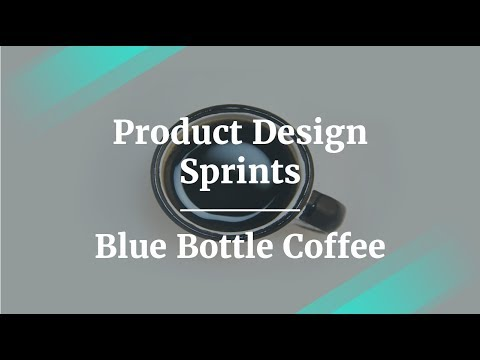 Product Design
Sprints
Blue Bottle Coffee